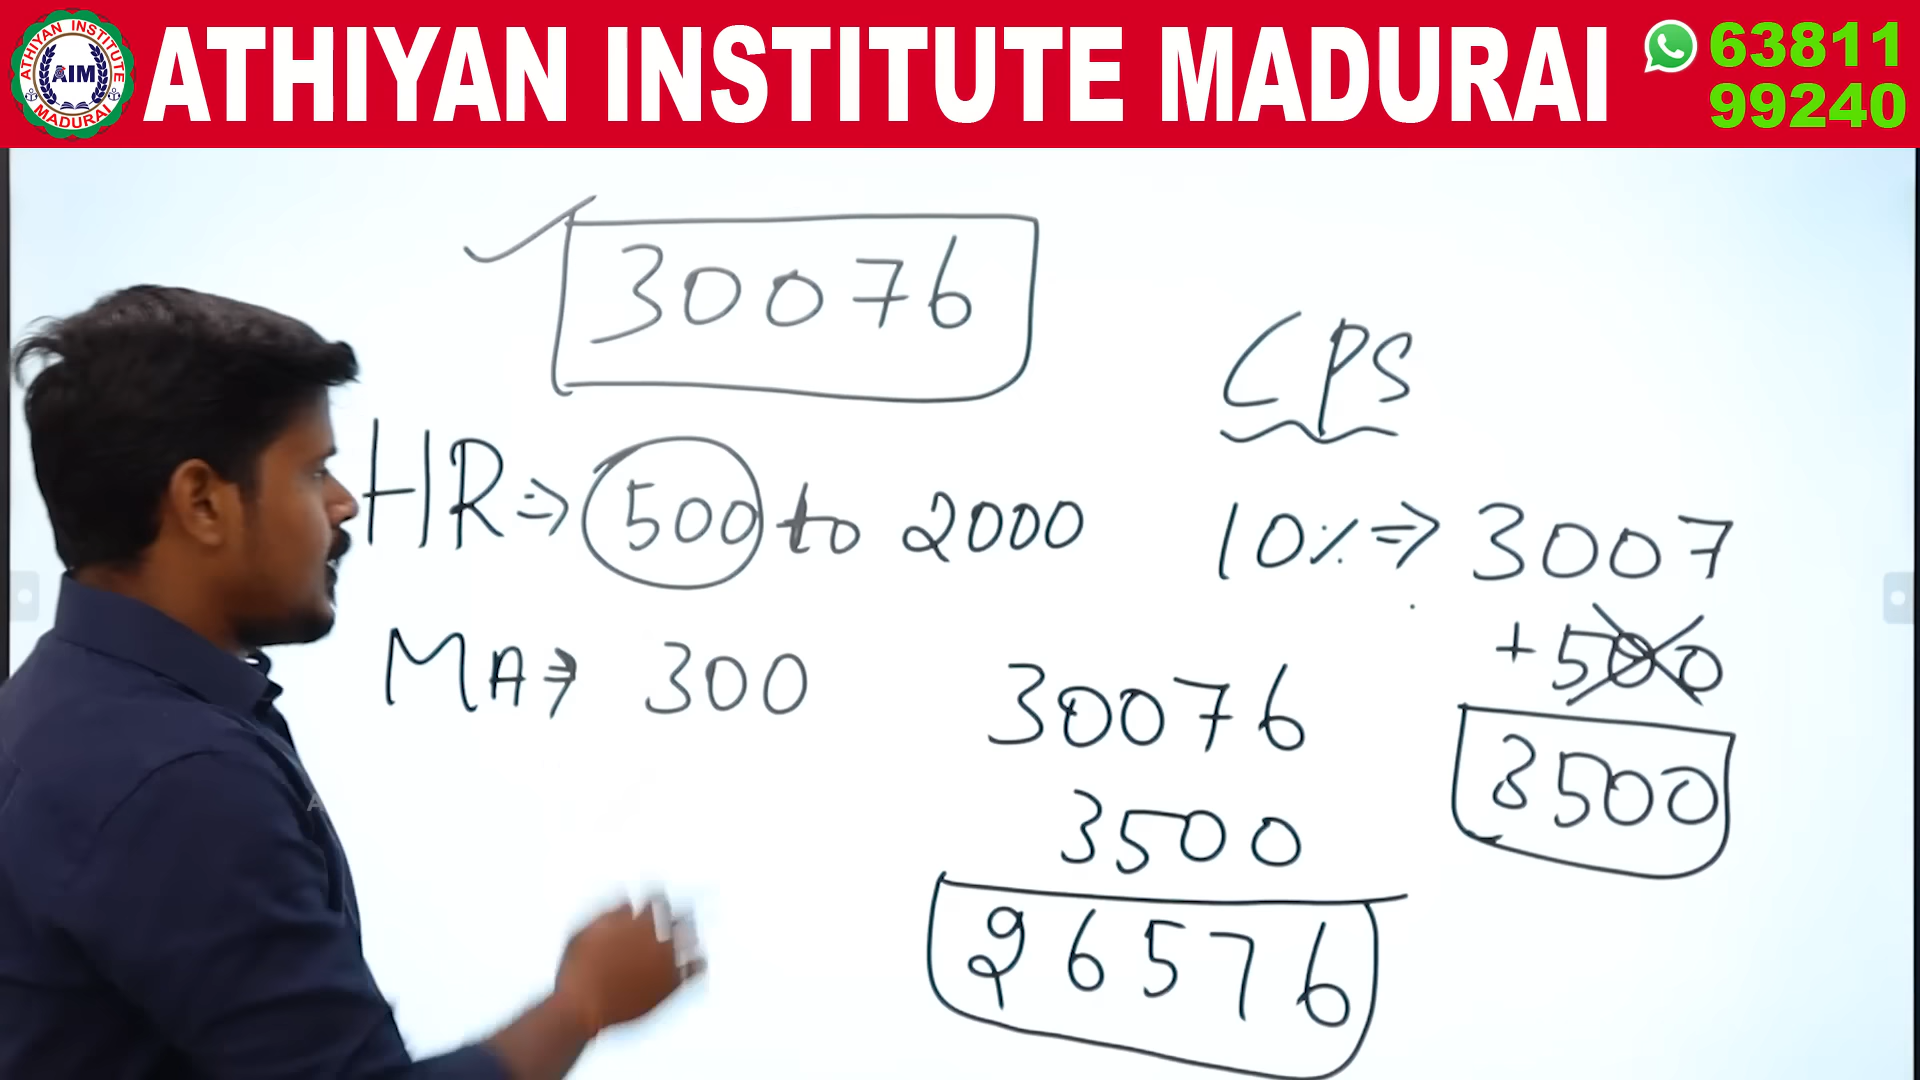 ATHIYAN INSTITUTE
AIM
MADURAI
ATHIYAN INSTITUTE MADURAI
63811
99240
30076
CPS
HR ⇒ 500 to 2000
10% ⇒ 3007
+500
MA ⇒ 300
3500
30076
3500
26576